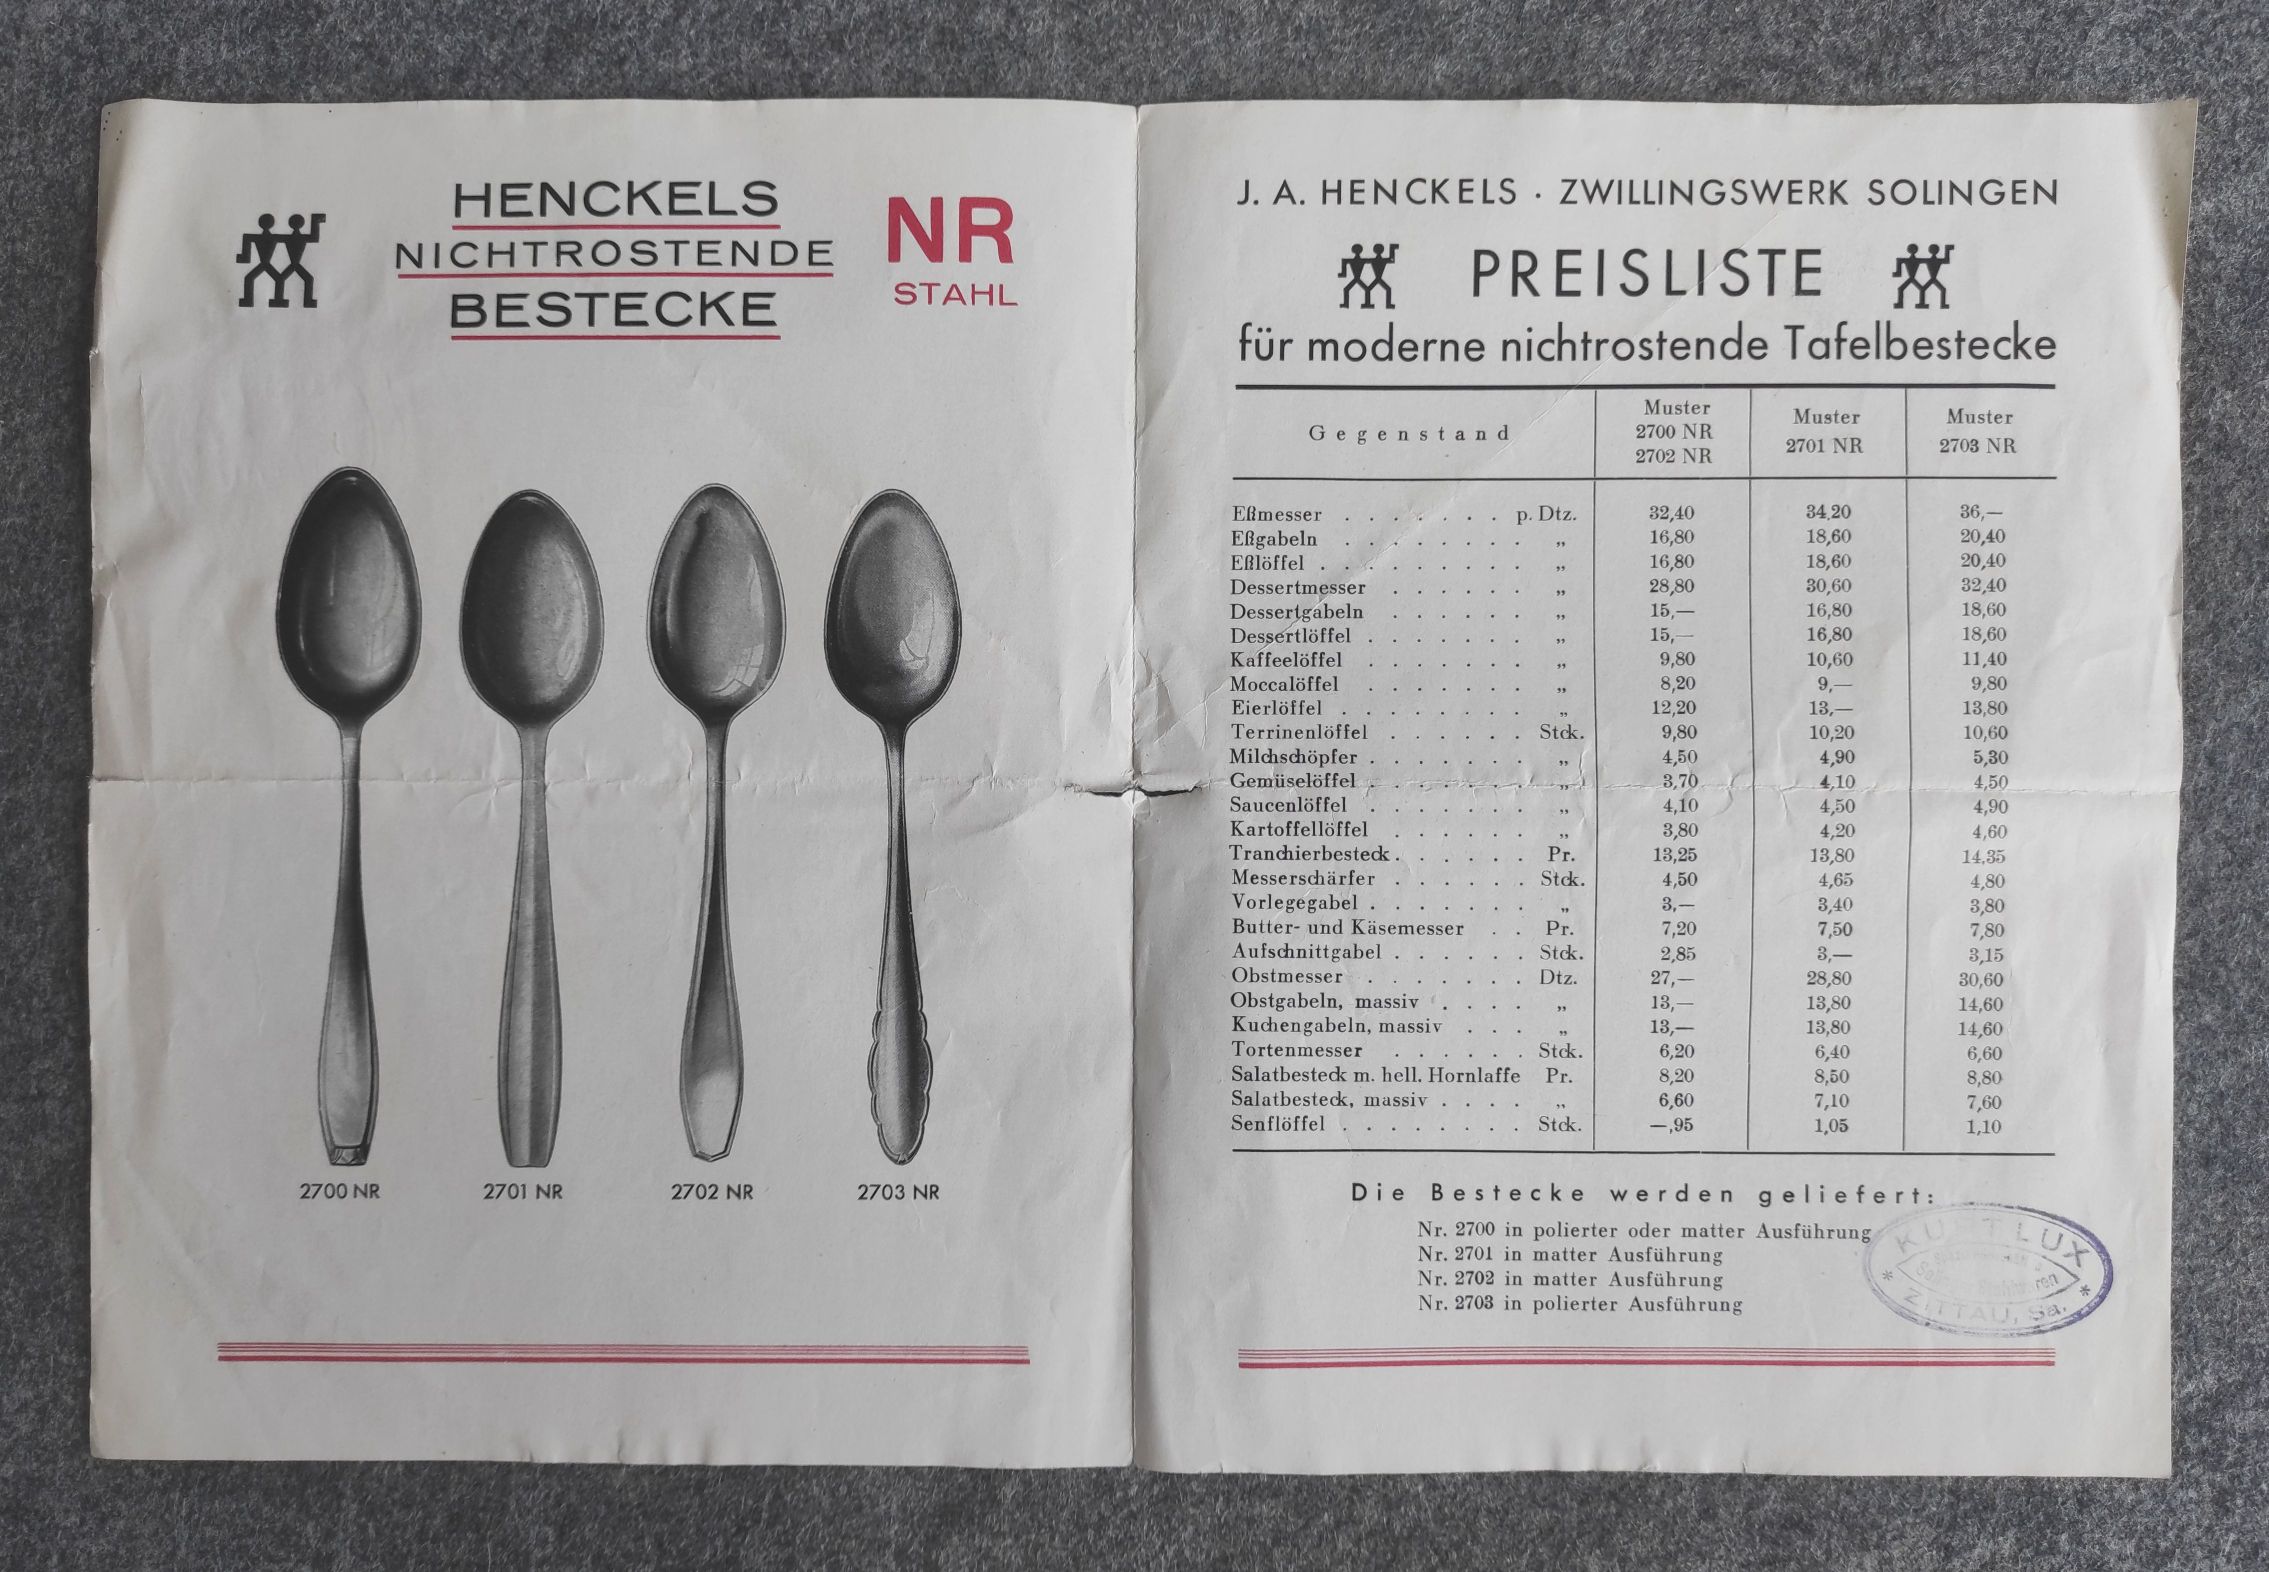 HENCKELS
NICHTROSTENDE
BESTECKE
NR
STAHL
2700 NR 2701 NR 2702 NR 2703 NR
J. A. HENCKELS · ZWILLINGSWERK SOLINGEN
PREISLISTE
für moderne nichtrostende Tafelbestecke
Gegenstand Muster 2700 NR 2702 NR Muster 2701 NR Muster 2703 NR
Eßmesser . . . . . . . p. Dtz. 32,40 34,20 36,—
Eßgabeln . . . . . . . . „ 16,80 18,60 20,40
Eßlöffel . . . . . . . . . „ 16,80 18,60 20,40
Dessertmesser . . . . . . „ 28,80 30,60 32,40
Dessertgabeln . . . . . . „ 15,— 16,80 18,60
Dessertlöffel . . . . . . . „ 15,— 16,80 18,60
Kaffeelöffel . . . . . . . „ 9,80 10,60 11,40
Moccalöffel . . . . . . . „ 8,20 9,— 9,80
Eierlöffel . . . . . . . . „ 12,20 13,— 13,80
Terrinenlöffel . . . . . . Stck. 9,80 10,20 10,60
Milchschöpfer . . . . . . . „ 4,50 4,90 5,30
Gemüselöffel . . . . . . . „ 3,70 4,10 4,50
Saucenlöffel . . . . . . . „ 4,10 4,50 4,90
Kartoffellöffel . . . . . . „ 3,80 4,20 4,60
Tranchierbesteck . . . . . . Pr. 13,25 13,80 14,35
Messerschärfer . . . . . . Stck. 4,50 4,65 4,80
Vorlegegabel . . . . . . . „ 3,— 3,40 3,80
Butter- und Käsemesser . . Pr. 7,20 7,50 7,80
Aufschnittgabel . . . . . . Stck. 2,85 3,— 3,15
Obstmesser . . . . . . . Dtz. 27,— 28,80 30,60
Obstgabeln, massiv . . . . „ 13,— 13,80 14,60
Kuchengabeln, massiv . . . „ 13,— 13,80 14,60
Tortenmesser . . . . . . Stck. 6,20 6,40 6,60
Salatbesteck m. hell. Hornlaffe Pr. 8,20 8,50 8,80
Salatbesteck, massiv . . . . „ 6,60 7,10 7,60
Senflöffel . . . . . . . . Stck. —,95 1,05 1,10
Die Bestecke werden geliefert:
Nr. 2700 in polierter oder matter Ausführung
Nr. 2701 in matter Ausführung
Nr. 2702 in matter Ausführung
Nr. 2703 in polierter Ausführung
LUX
* ZITTAU, Sa. *